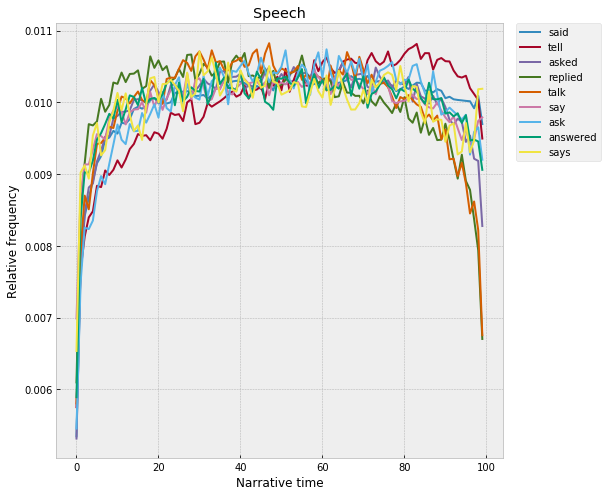 Speech
Relative frequency
0.011
0.010
0.009
0.008
0.007
0.006
0
20
40
60
80
100
Narrative time
said
tell
asked
replied
talk
say
ask
answered
says